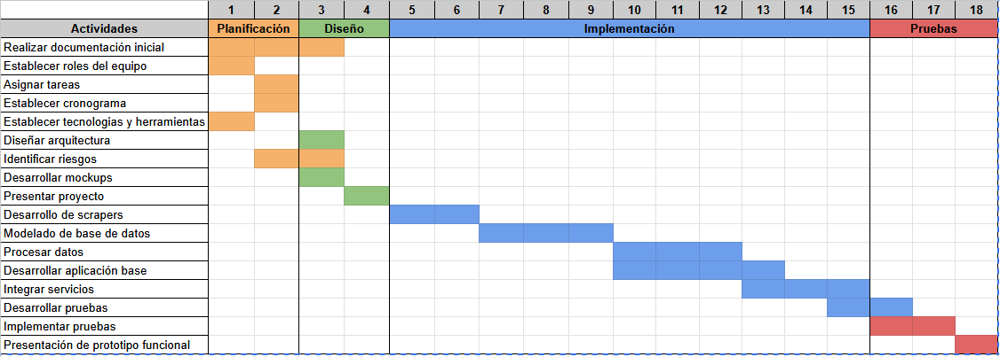 1 2 3 4 5 6 7 8 9 10 11 12 13 14 15 16 17 18
Actividades Planificación Diseño Implementación Pruebas
Realizar documentación inicial
Establecer roles del equipo
Asignar tareas
Establecer cronograma
Establecer tecnologias y herramientas
Diseñar arquitectura
Identificar riesgos
Desarrollar mockups
Presentar proyecto
Desarrollo de scrapers
Modelado de base de datos
Procesar datos
Desarrollar aplicación base
Integrar servicios
Desarrollar pruebas
Implementar pruebas
Presentación de prototipo funcional